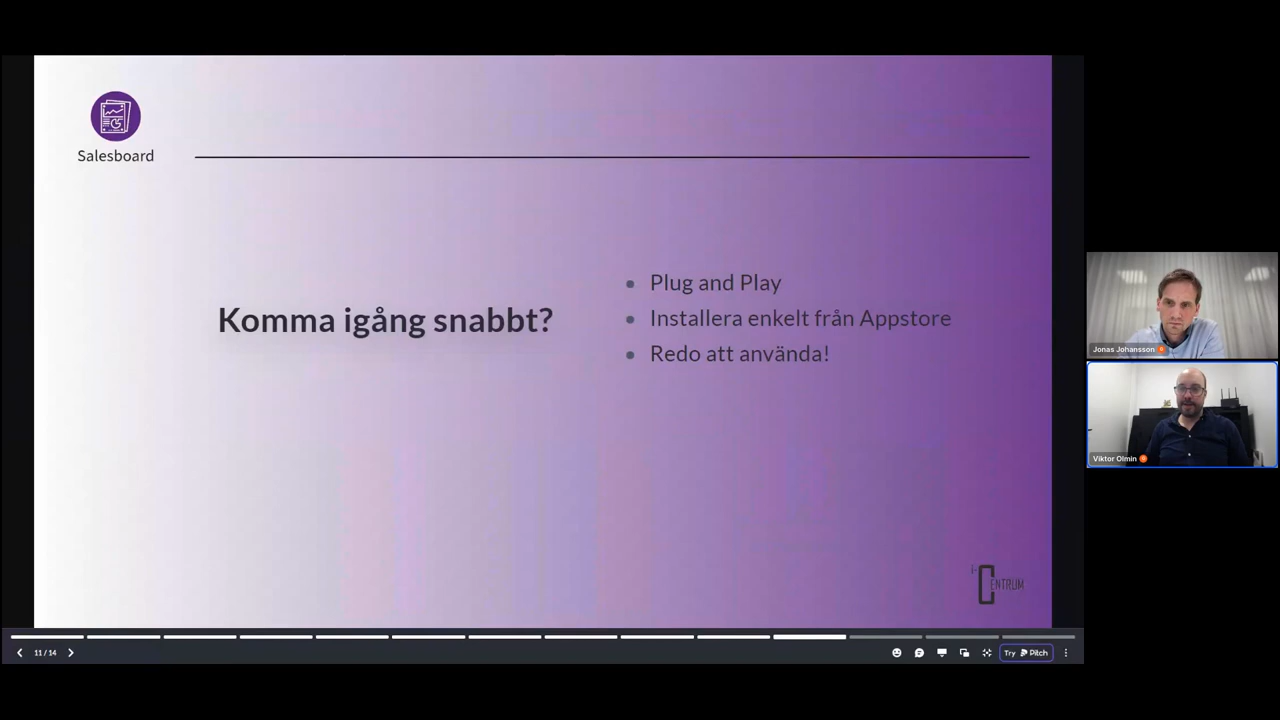 Salesboard
Komma igång snabbt?
• Plug and Play
• Installera enkelt från Appstore
• Redo att använda!
i-CENTRUM
Jonas Johansson
Viktor Olmin
11 / 14
Try Pitch